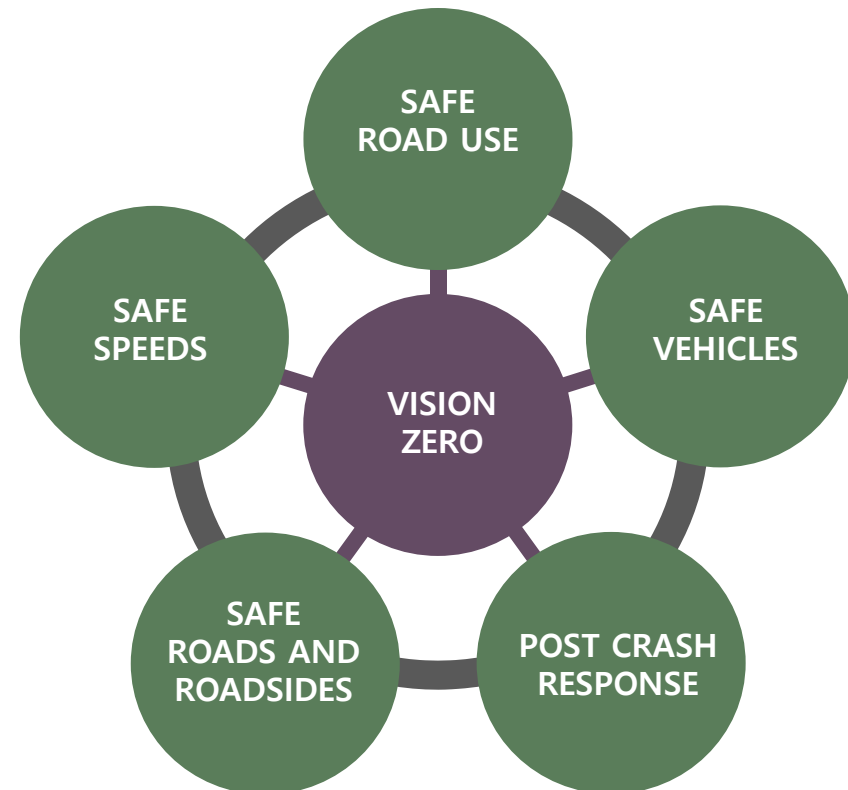 SAFE
ROAD USE
SAFE
SPEEDS
SAFE
VEHICLES
VISION
ZERO
SAFE
ROADS AND
ROADSIDES
POST CRASH
RESPONSE